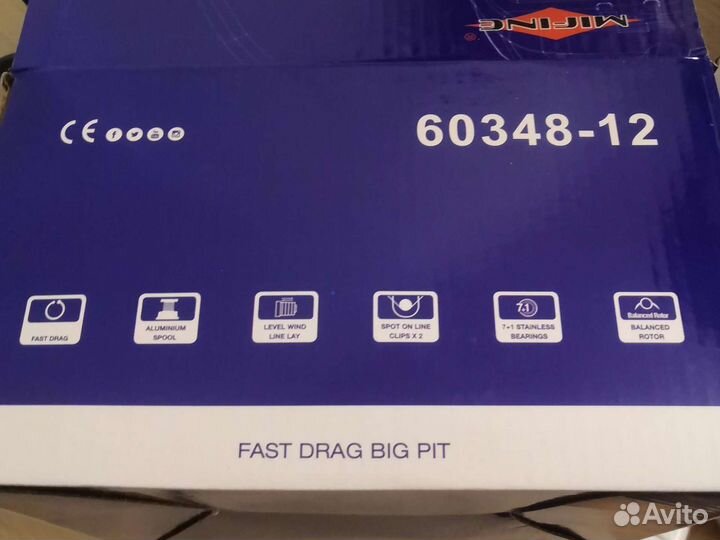 MIFINE
®
CE
60348-12
FAST DRAG
ALUMINIUM
SPOOL
LEVEL WIND
LINE LAY
SPOT ON LINE
CLIPS X 2
7+1
7+1 STAINLESS
BEARINGS
Balanced Rotor
BALANCED
ROTOR
FAST DRAG BIG PIT
Avito